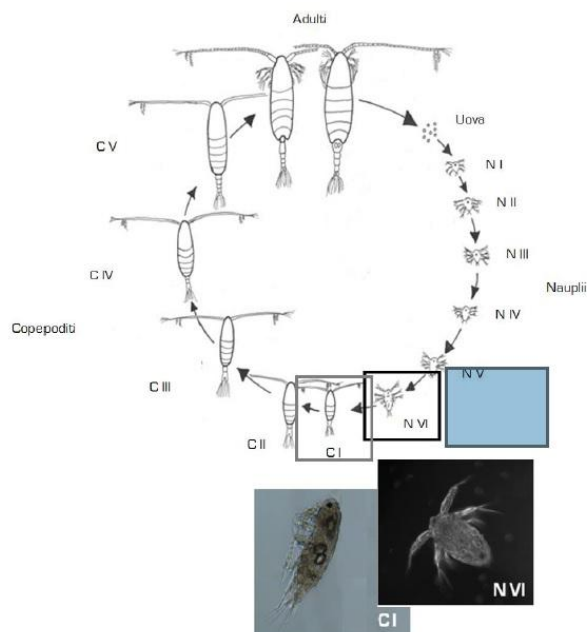 Adulti
Uova
N I
N II
N III
Nauplii
N IV
N V
N VI
C I
C II
C III
Copepoditi
C IV
C V
C I
N VI